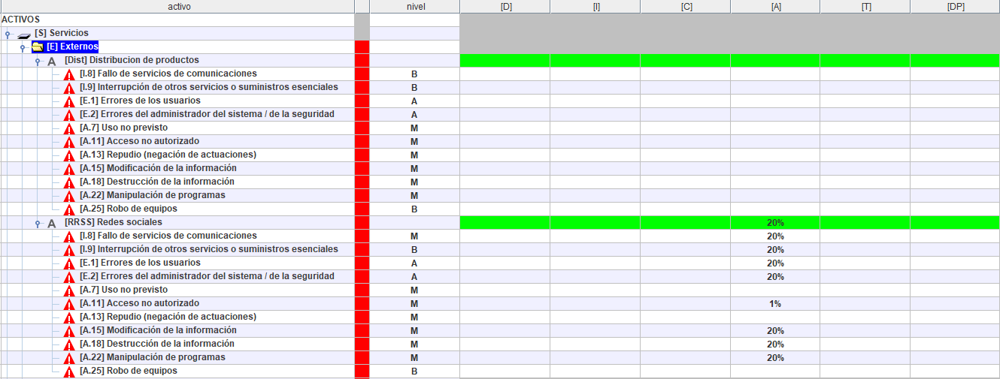 activo nivel [D] [I] [C] [A] [T] [DP]
ACTIVOS
[S] Servicios
[E] Externos
A [Dist] Distribucion de productos
[I.8] Fallo de servicios de comunicaciones B
[I.9] Interrupción de otros servicios o suministros esenciales B
[E.1] Errores de los usuarios A
[E.2] Errores del administrador del sistema / de la seguridad A
[A.7] Uso no previsto M
[A.11] Acceso no autorizado M
[A.13] Repudio (negación de actuaciones) M
[A.15] Modificación de la información M
[A.18] Destrucción de la información M
[A.22] Manipulación de programas M
[A.25] Robo de equipos B
A [RRSS] Redes sociales 20%
[I.8] Fallo de servicios de comunicaciones M 20%
[I.9] Interrupción de otros servicios o suministros esenciales B 20%
[E.1] Errores de los usuarios A 20%
[E.2] Errores del administrador del sistema / de la seguridad A 20%
[A.7] Uso no previsto M
[A.11] Acceso no autorizado M 1%
[A.13] Repudio (negación de actuaciones) M
[A.15] Modificación de la información M 20%
[A.18] Destrucción de la información M 20%
[A.22] Manipulación de programas M 20%
[A.25] Robo de equipos B